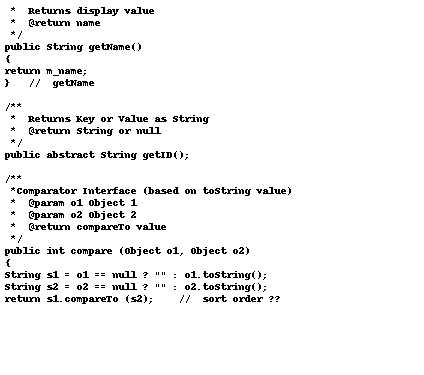 *  Returns display value
*  @return name
*/
public String getName()
{
return m_name;
}   //  getName

/**
*  Returns Key or Value as String
*  @return String or null
*/
public abstract String getID();

/**
*Comparator Interface (based on toString value)
*  @param o1 Object 1
*  @param o2 Object 2
*  @return compareTo value
*/
public int compare (Object o1, Object o2)
{
String s1 = o1 == null ? "" : o1.toString();
String s2 = o2 == null ? "" : o2.toString();
return s1.compareTo (s2);    //  sort order ??